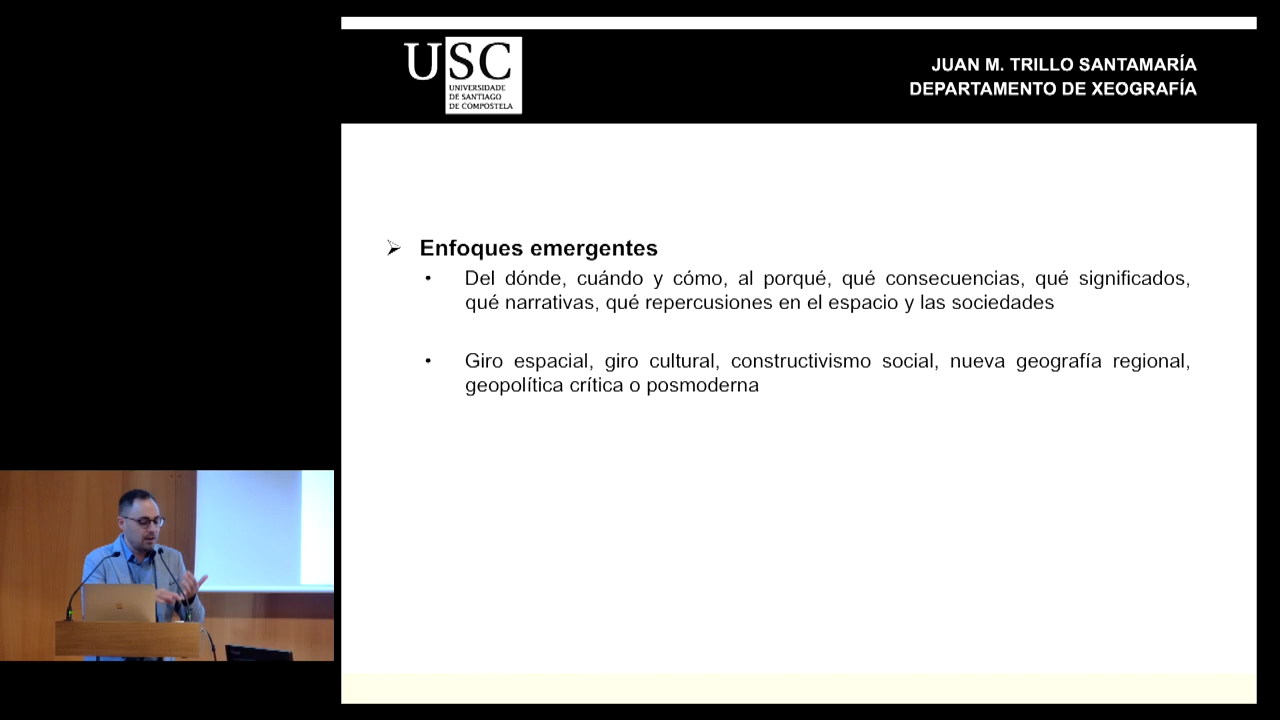 USC
UNIVERSIDADE
DE SANTIAGO
DE COMPOSTELA
JUAN M. TRILLO SANTAMARÍA
DEPARTAMENTO DE XEOGRAFÍA
➢ Enfoques emergentes
• Del dónde, cuándo y cómo, al porqué, qué consecuencias, qué significados,
qué narrativas, qué repercusiones en el espacio y las sociedades
• Giro espacial, giro cultural, constructivismo social, nueva geografía regional,
geopolítica crítica o posmoderna